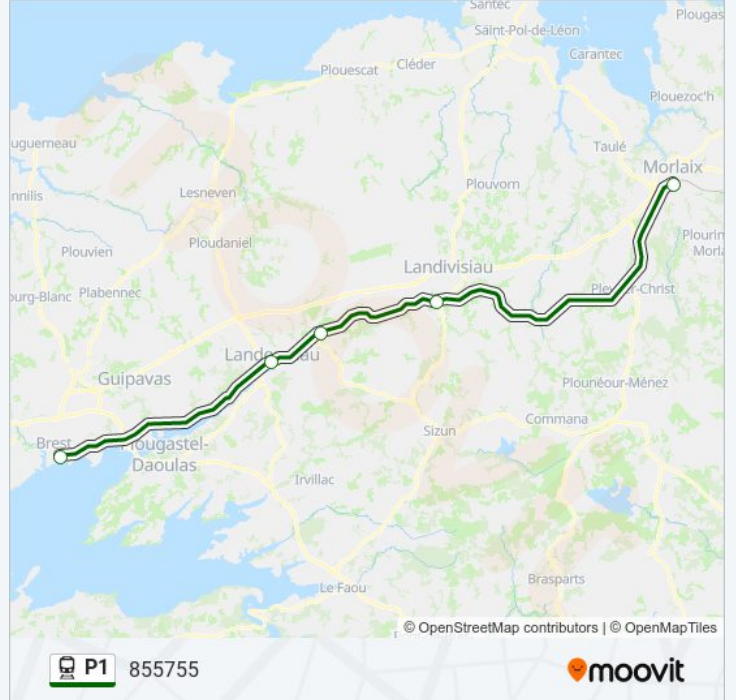 Santec
Plougas
Saint-Pol-de-Léon
Carantec
Cléder
Plouescat
Plouezoc'h
uguerneau
Taulé
Morlaix
Plouvorn
nnilis
Lesneven
Plourin
Morla
Ploudaniel
Plouvien
Landivisiau
ourg-Blanc
Plabennec
Guipavas
Plounéour-Ménez
Commana
Sizun
Brest
Plougastel-
Daoulas
Irvillac
Brasparts
Le Faou
© OpenStreetMap contributors | © OpenMapTiles
P1 855755
moovit